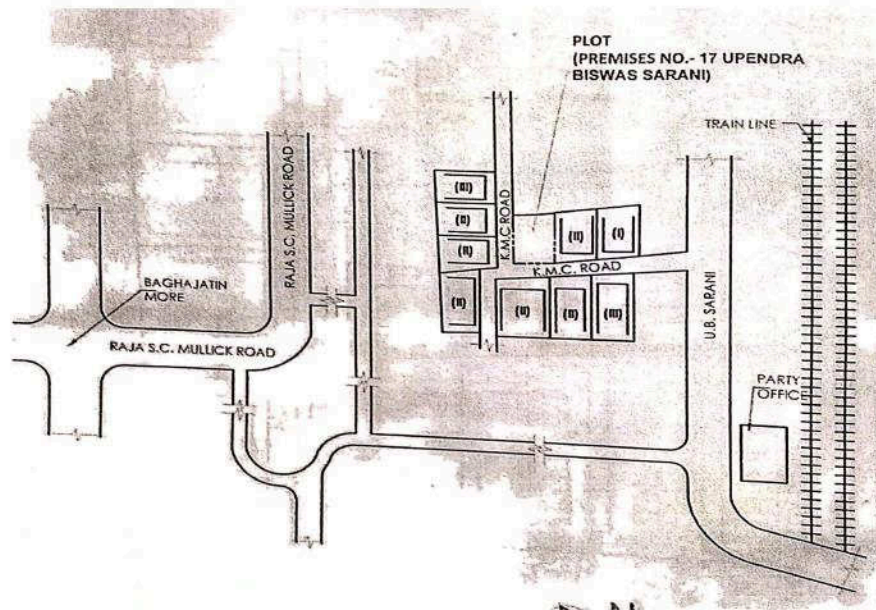 PLOT
(PREMISES NO.- 17 UPENDRA
BISWAS SARANI)
TRAIN LINE
RAJA S.C. MULLICK ROAD
(III)
(II)
(II)
(II)
K.M.C. ROAD
(II)
(I)
K.M.C. ROAD
(II)
(II)
(III)
U.B. SARANI
BAGHAJATIN
MORE
RAJA S.C. MULLICK ROAD
PARTY
OFFICE